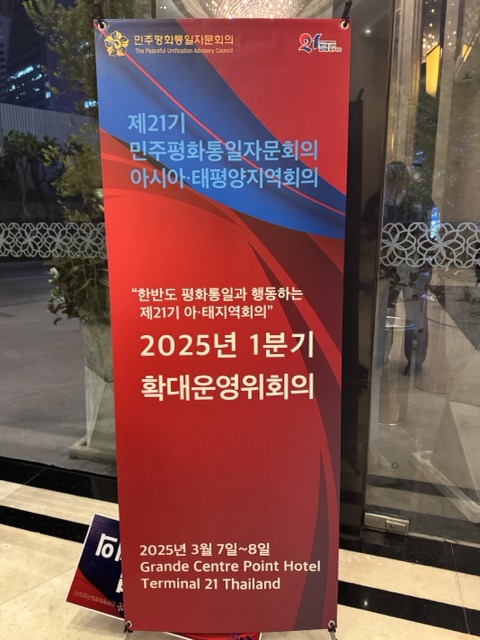 민주평화통일자문회의
The Peaceful Unification Advisory Council
21
제21기
민주평화통일자문회의
아시아·태평양지역회의
"한반도 평화통일과 행동하는
제21기 아·태지역회의"
2025년 1분기
확대운영위회의
2025년 3월 7일~8일
Grande Centre Point Hotel
Terminal 21 Thailand